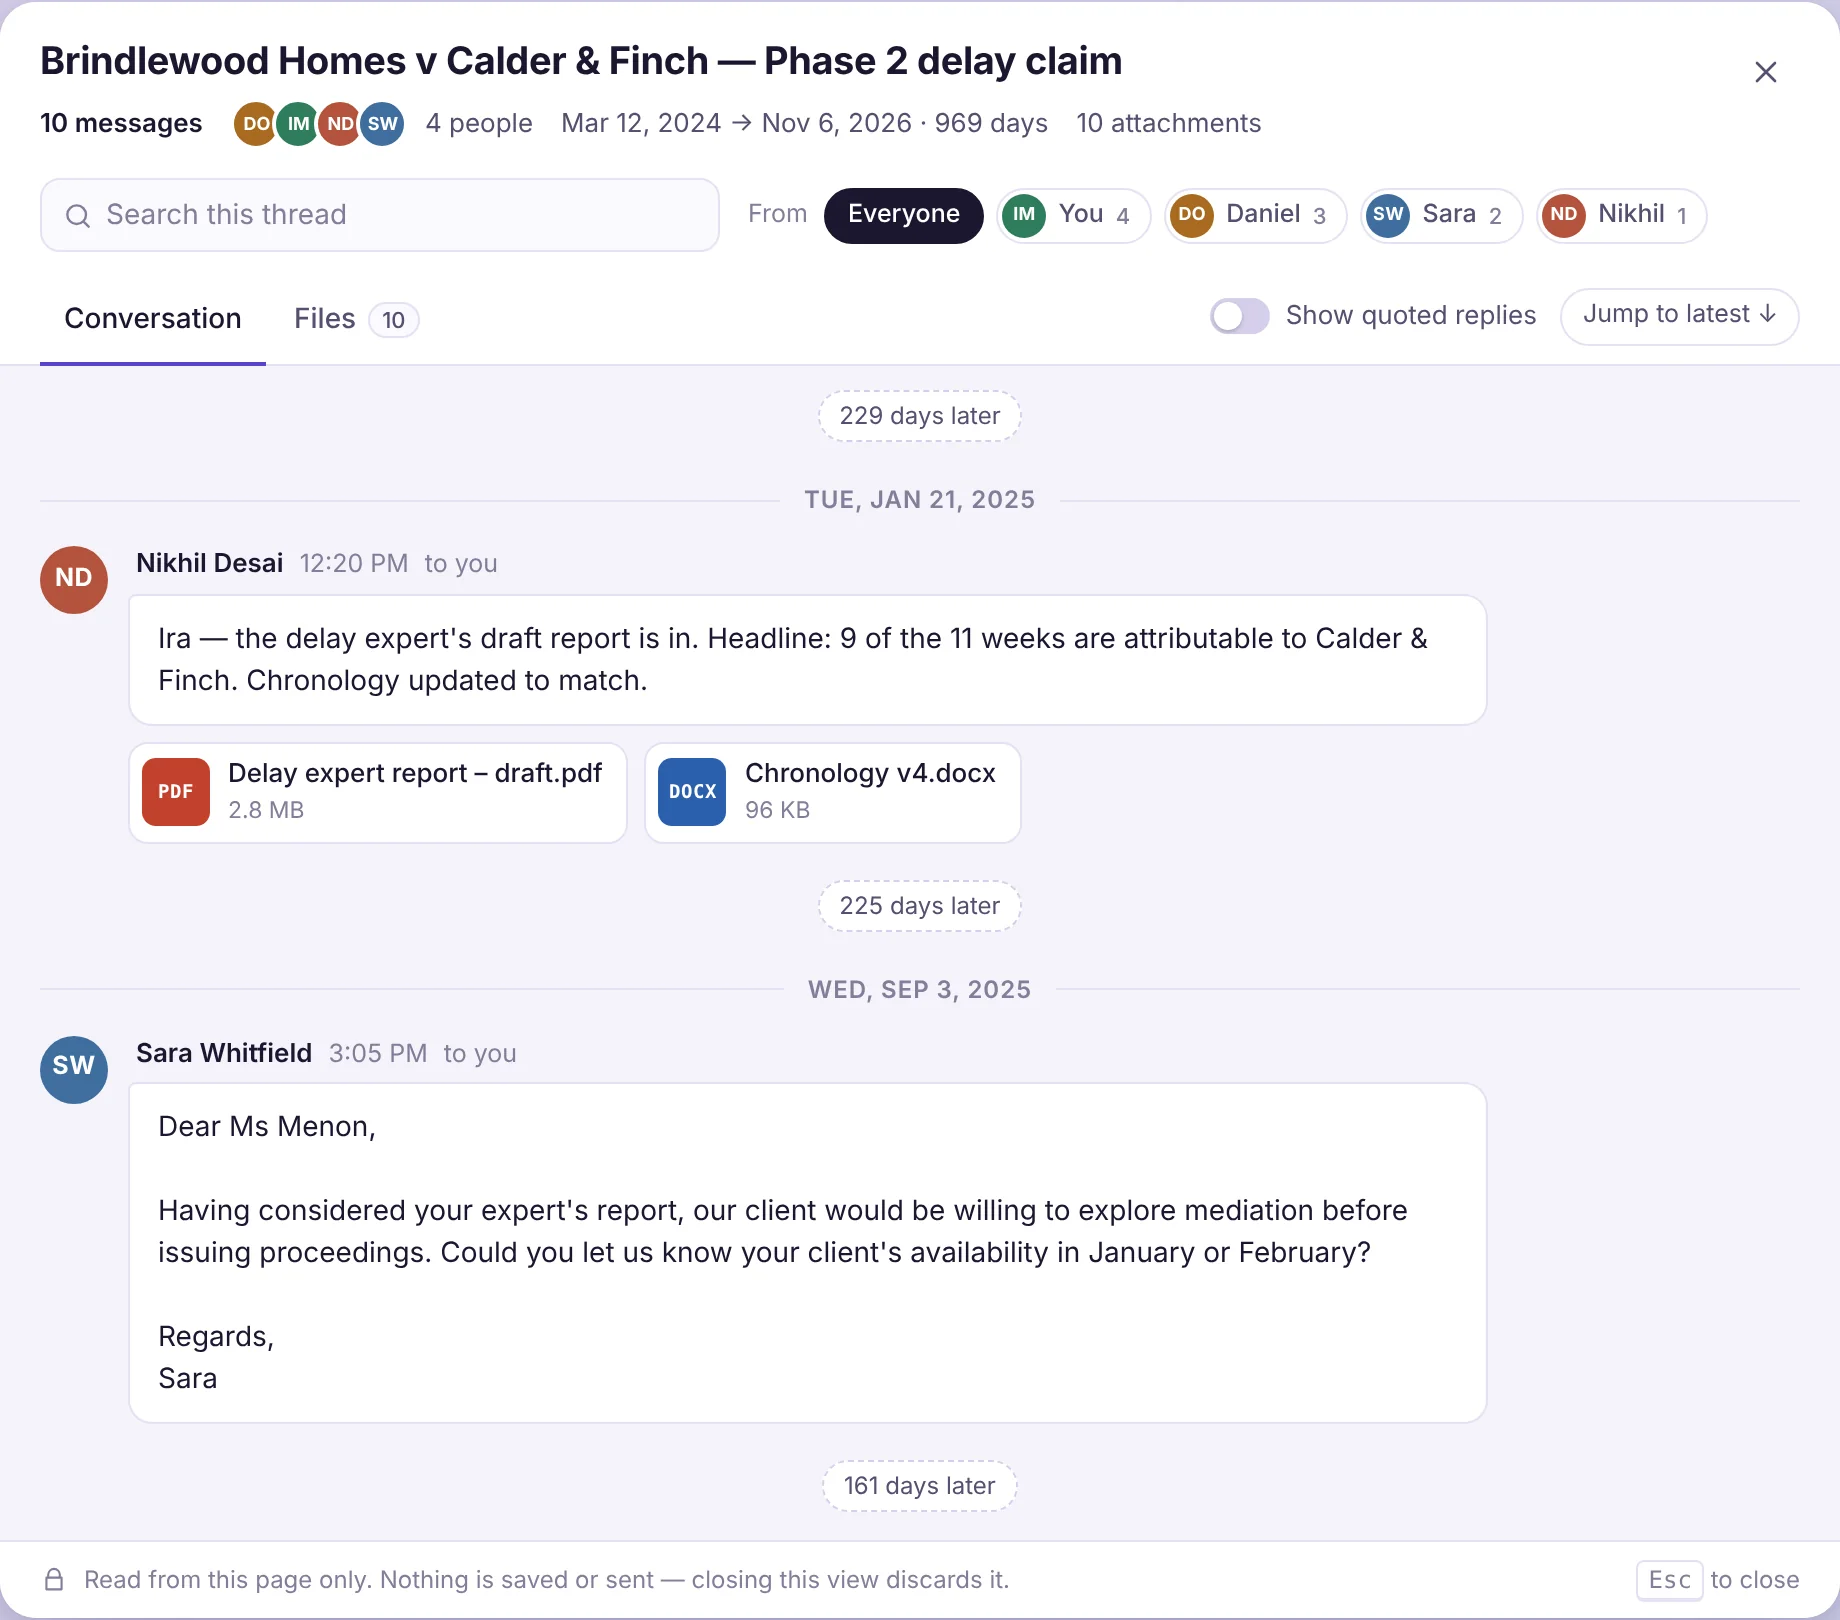 Brindlewood Homes v Calder & Finch — Phase 2 delay claim
10 messages DO IM ND SW 4 people Mar 12, 2024 → Nov 6, 2026 · 969 days 10 attachments
Search this thread From Everyone IM You 4 DO Daniel 3 SW Sara 2 ND Nikhil 1
Conversation Files 10 Show quoted replies Jump to latest ↓
229 days later
TUE, JAN 21, 2025
ND Nikhil Desai 12:20 PM to you
Ira — the delay expert's draft report is in. Headline: 9 of the 11 weeks are attributable to Calder &
Finch. Chronology updated to match.
PDF Delay expert report – draft.pdf
2.8 MB
DOCX Chronology v4.docx
96 KB
225 days later
WED, SEP 3, 2025
SW Sara Whitfield 3:05 PM to you
Dear Ms Menon,
Having considered your expert's report, our client would be willing to explore mediation before
issuing proceedings. Could you let us know your client's availability in January or February?
Regards,
Sara
161 days later
Read from this page only. Nothing is saved or sent — closing this view discards it. Esc to close